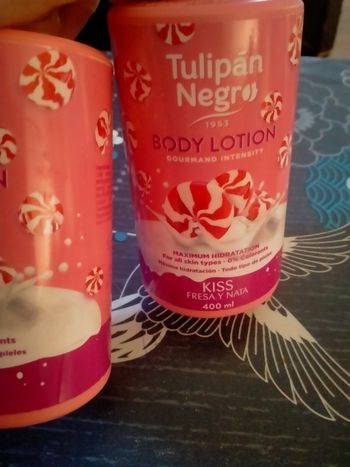 Tulipán
Negro
1953
BODY LOTION
GOURMAND INTENSITY
MAXIMUM HIDRATATION
For all skin types · 0% Colorants
Máxima hidratación · Todo tipo de pieles
KISS
FRESA Y NATA
400 ml
N
nts
pieles